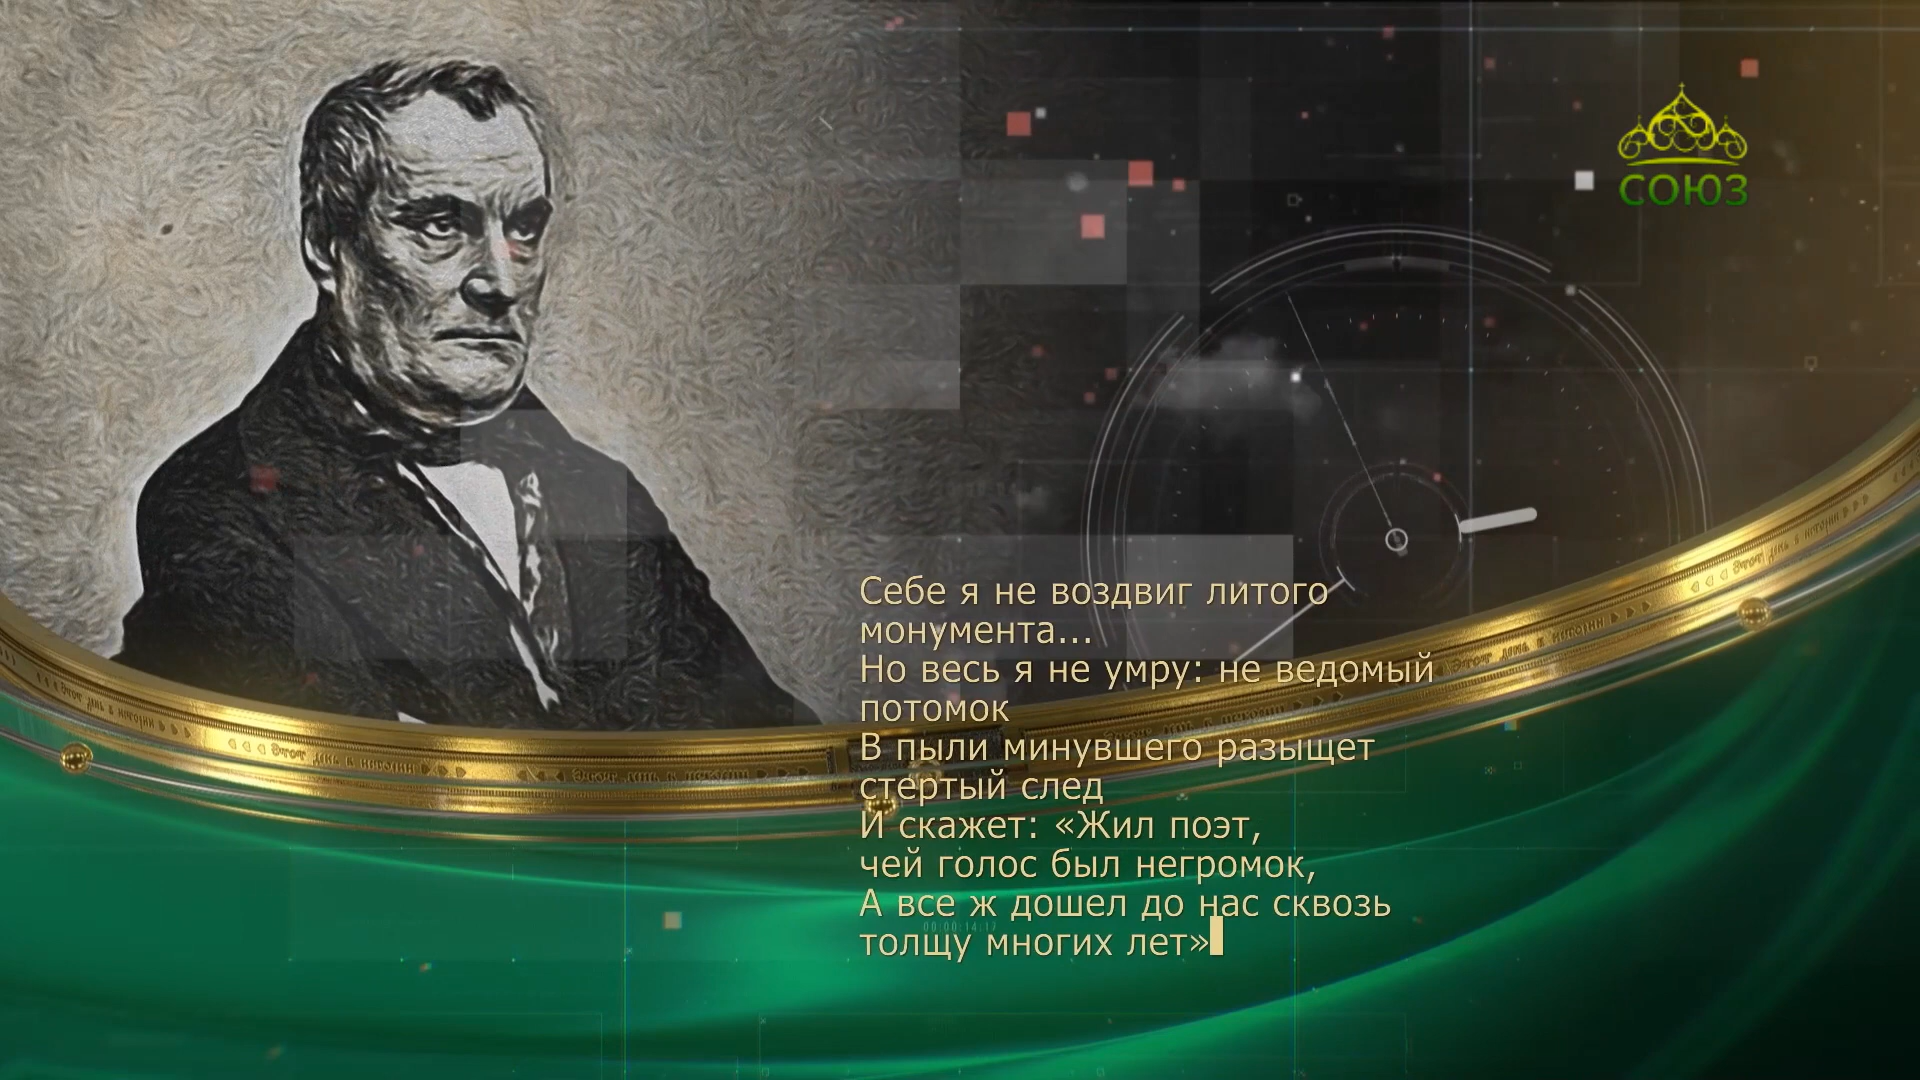 СОЮЗ
Себе я не воздвиг литого
монумента...
Но весь я не умру: не ведомый
потомок
В пыли минувшего разыщет
стертый след
И скажет: «Жил поэт,
чей голос был негромок,
А все ж дошел до нас сквозь
толщу многих лет»